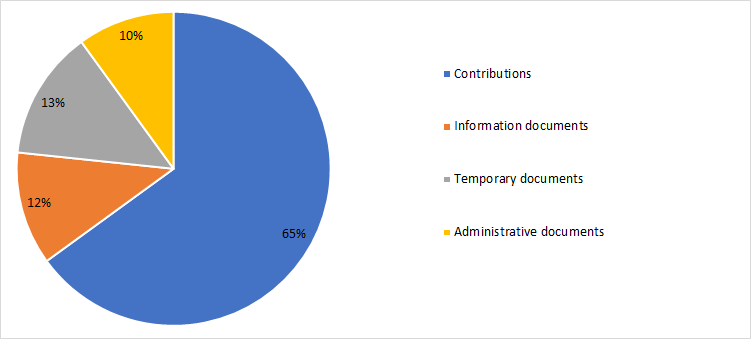 10%
13%
12%
65%
Contributions
Information documents
Temporary documents
Administrative documents